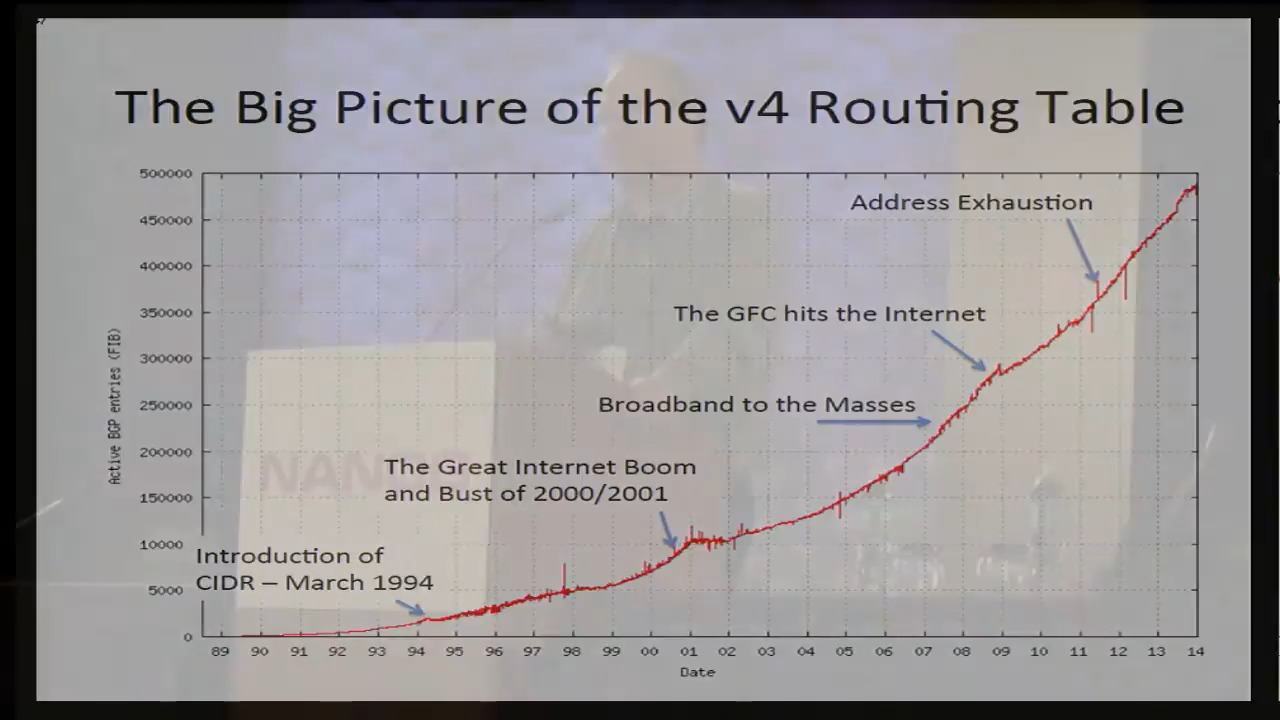 The Big Picture of the v4 Routing Table
500000
450000
400000
350000
300000
250000
200000
150000
10000
5000
0
Active BGP entries (FIB)
Address Exhaustion
The GFC hits the Internet
Broadband to the Masses
The Great Internet Boom
and Bust of 2000/2001
Introduction of
CIDR – March 1994
89 90 91 92 93 94 95 96 97 98 99 00 01 02 03 04 05 06 07 08 09 10 11 12 13 14
Date